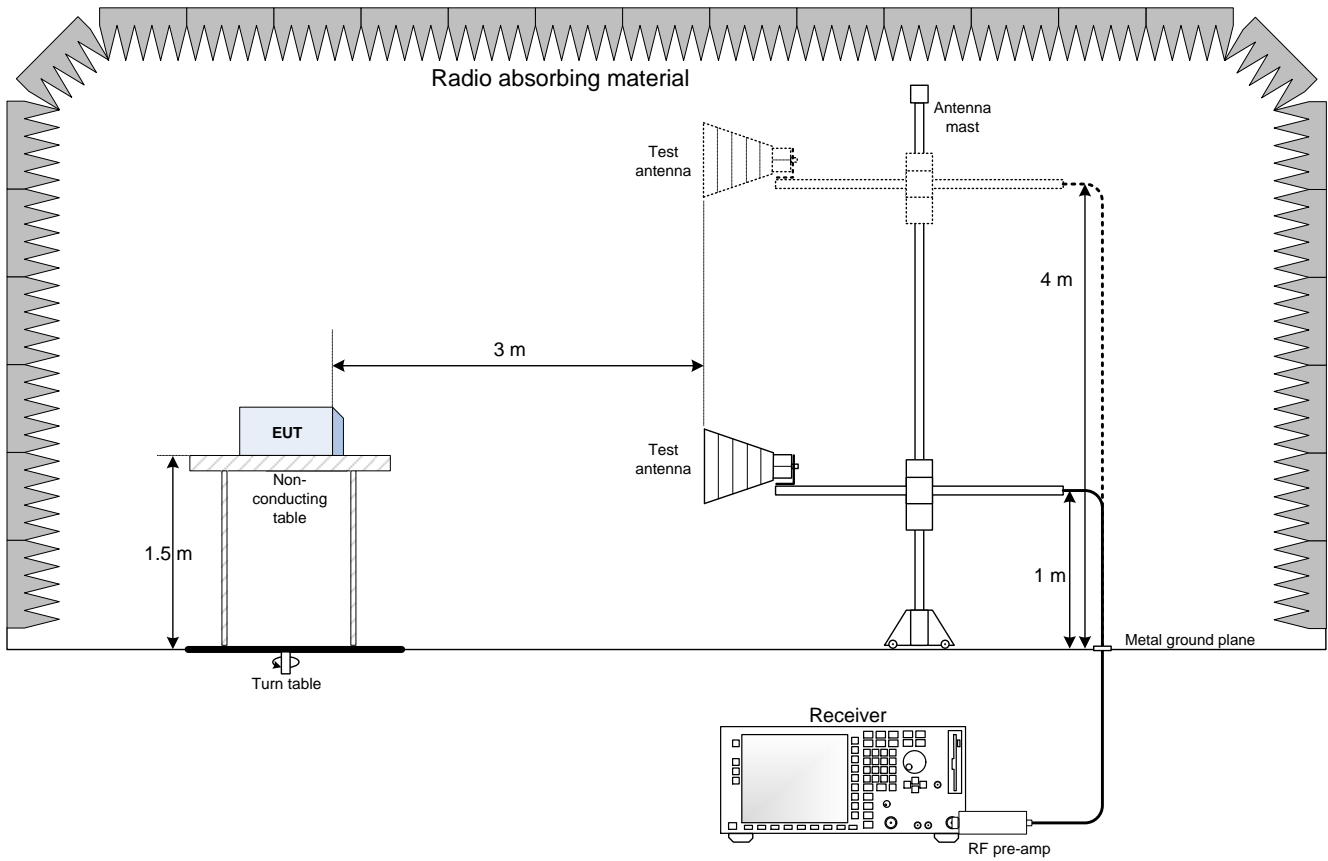 Radio absorbing material
Antenna
mast
Test
antenna
4 m
3 m
EUT
Test
antenna
Non-
conducting
table
1.5 m
1 m
Metal ground plane
Turn table
Receiver
RF pre-amp